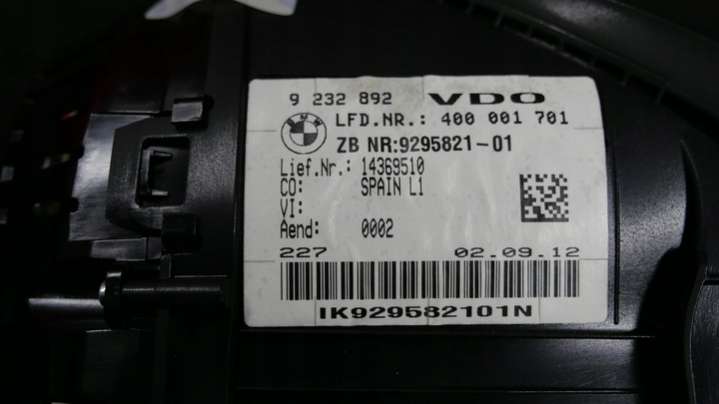 9 232 892 VDO
LFD.NR.: 400 001 701
ZB NR:9295821-01
Lief.Nr.: 14369510
CO: SPAIN L1
VI:
Aend: 0002
227 02.09.12
IK929582101N